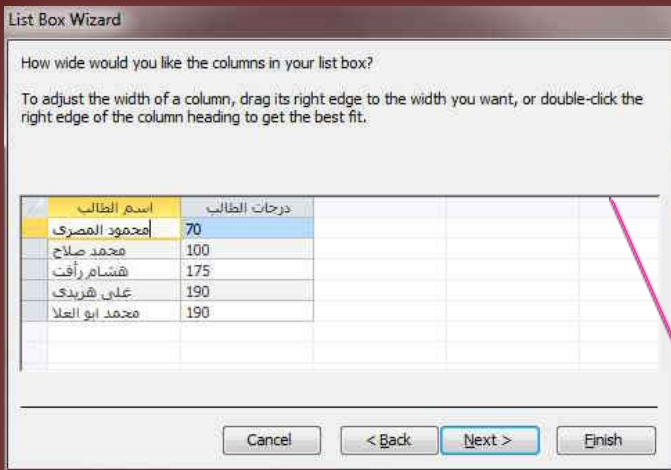 List Box Wizard
How wide would you like the columns in your list box?
To adjust the width of a column, drag its right edge to the width you want, or double-click the
right edge of the column heading to get the best fit.
اسم الطالب درجات الطالب
محمود المصرى 70
محمد صلاح 100
هشام رأفت 175
على هريدى 190
محمد ابو العلا 190
Cancel < Back Next > Finish